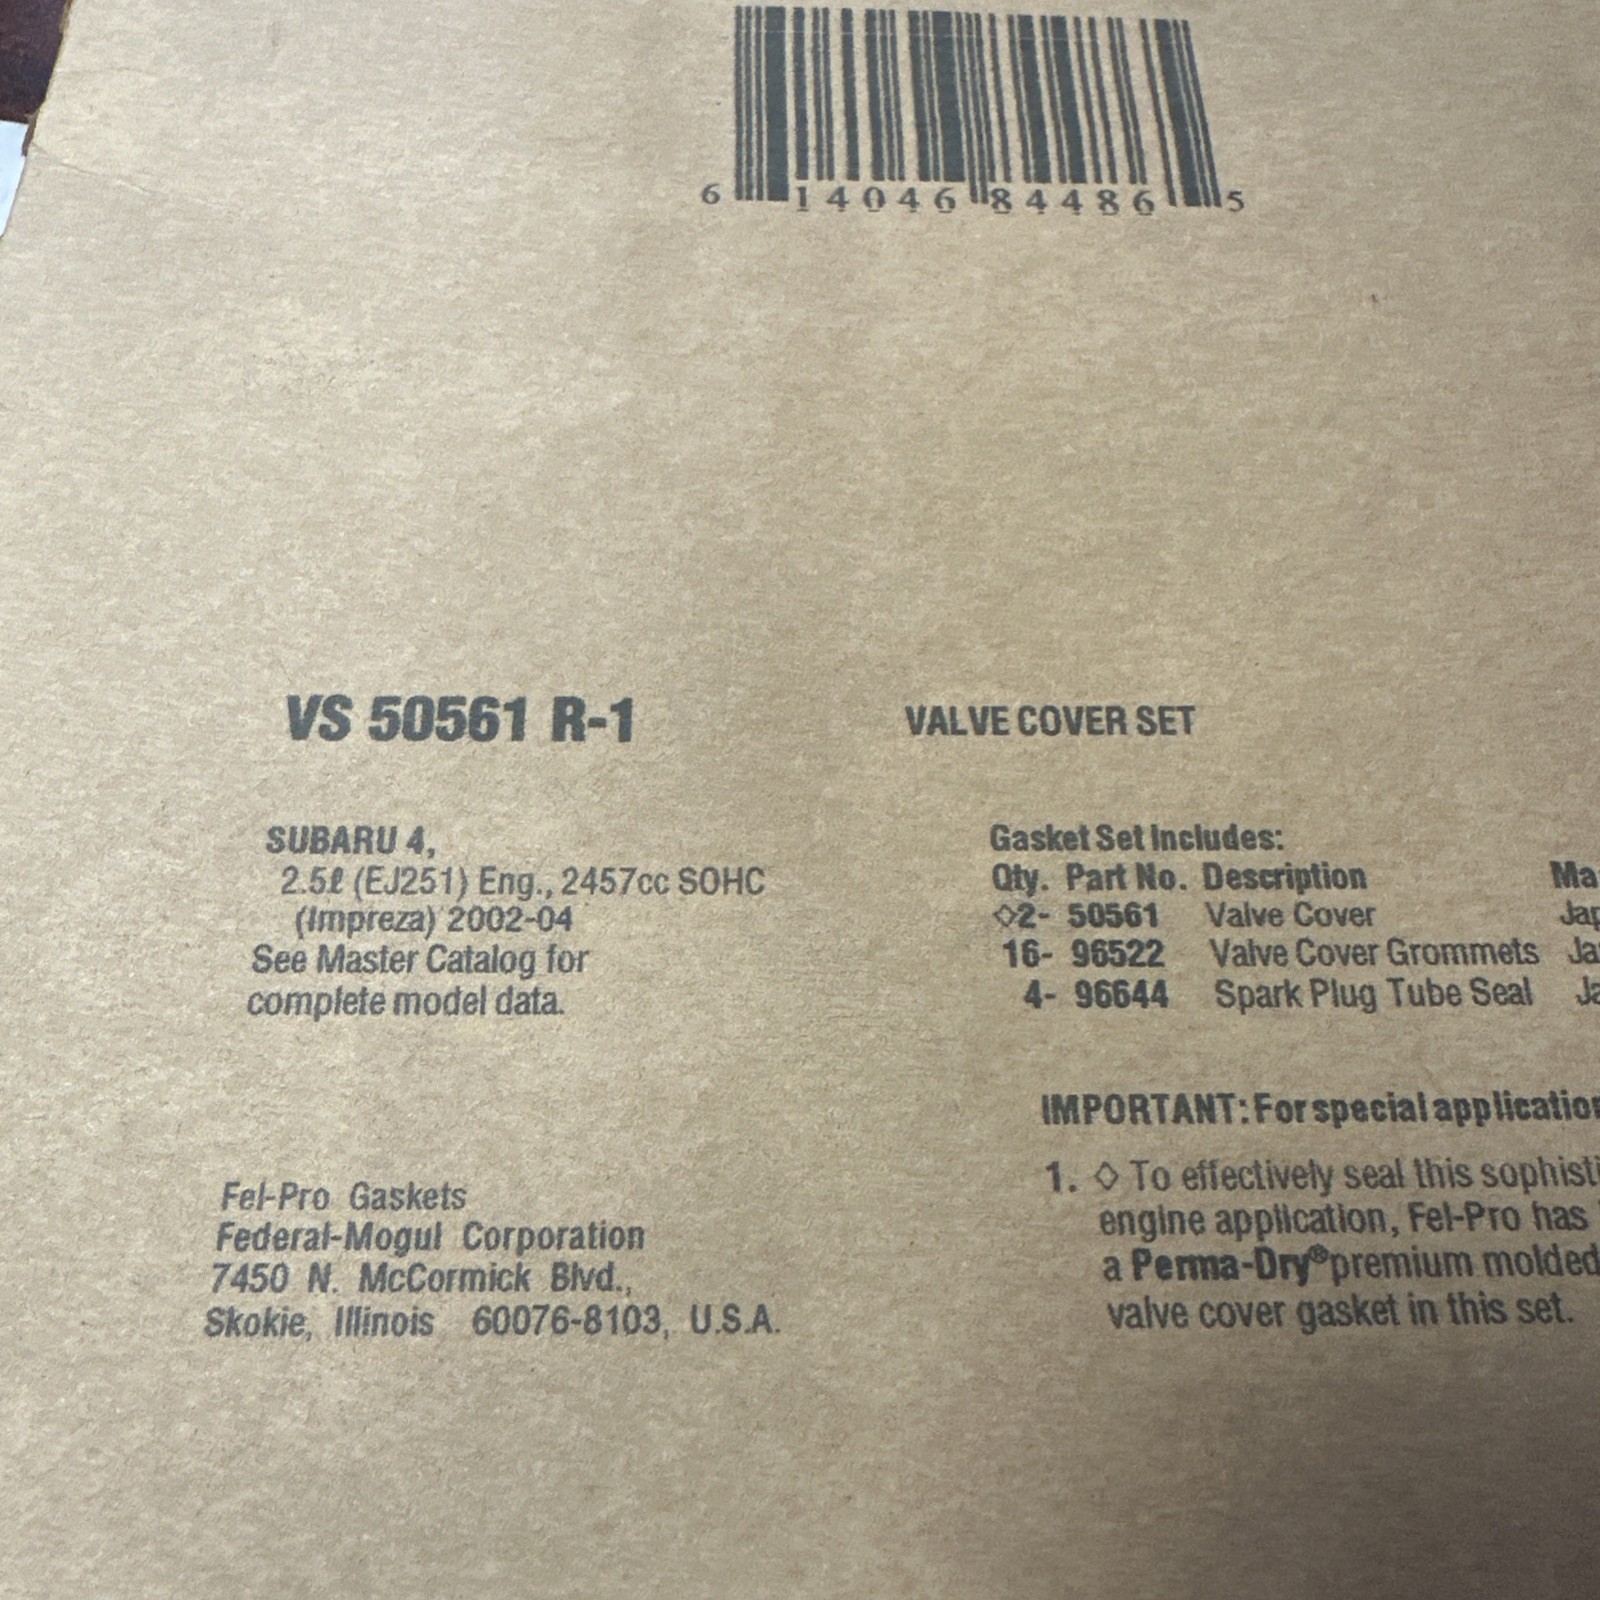 6 14046 84486 5
VS 50561 R-1
VALVE COVER SET
SUBARU 4,
2.5ℓ (EJ251) Eng., 2457cc SOHC
(Impreza) 2002-04
See Master Catalog for
complete model data.
Gasket Set Includes:
Qty. Part No. Description
◇2- 50561 Valve Cover
16- 96522 Valve Cover Grommets
4- 96644 Spark Plug Tube Seal
IMPORTANT: For special
1. ◇ To effectively seal this
engine application, Fel-Pro has
a Perma-Dry® premium molded
valve cover gasket in this set.
Fel-Pro Gaskets
Federal-Mogul Corporation
7450 N. McCormick Blvd.,
Skokie, Illinois 60076-8103, U.S.A.